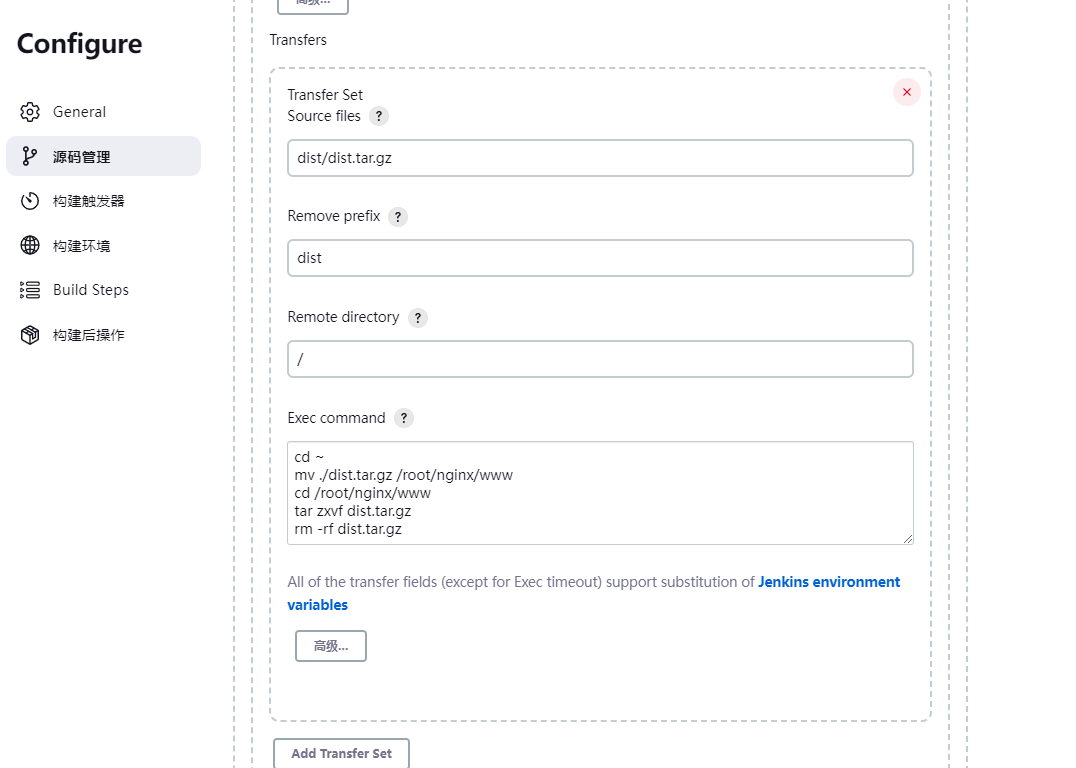 高级...
Configure
General
源码管理
构建触发器
构建环境
Build Steps
构建后操作
Transfers
Transfer Set
Source files ?
dist/dist.tar.gz
Remove prefix ?
dist
Remote directory ?
/
Exec command ?
cd ~
mv ./dist.tar.gz /root/nginx/www
cd /root/nginx/www
tar zxvf dist.tar.gz
rm -rf dist.tar.gz
All of the transfer fields (except for Exec timeout) support substitution of Jenkins environment
variables
高级...
Add Transfer Set